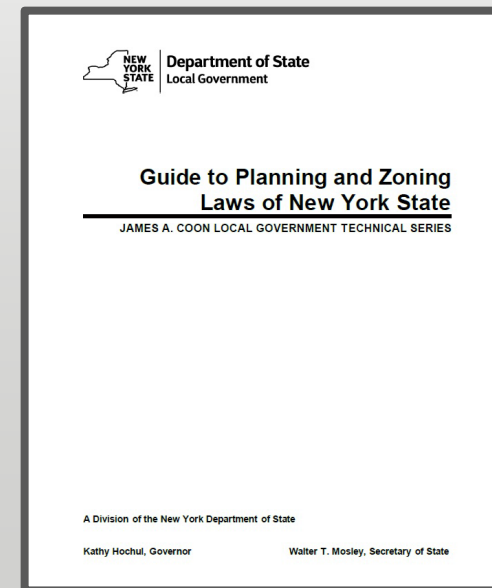 NEW
YORK
STATE
Department of State
Local Government
Guide to Planning and Zoning
Laws of New York State
JAMES A. COON LOCAL GOVERNMENT TECHNICAL SERIES
A Division of the New York Department of State
Kathy Hochul, Governor Walter T. Mosley, Secretary of State